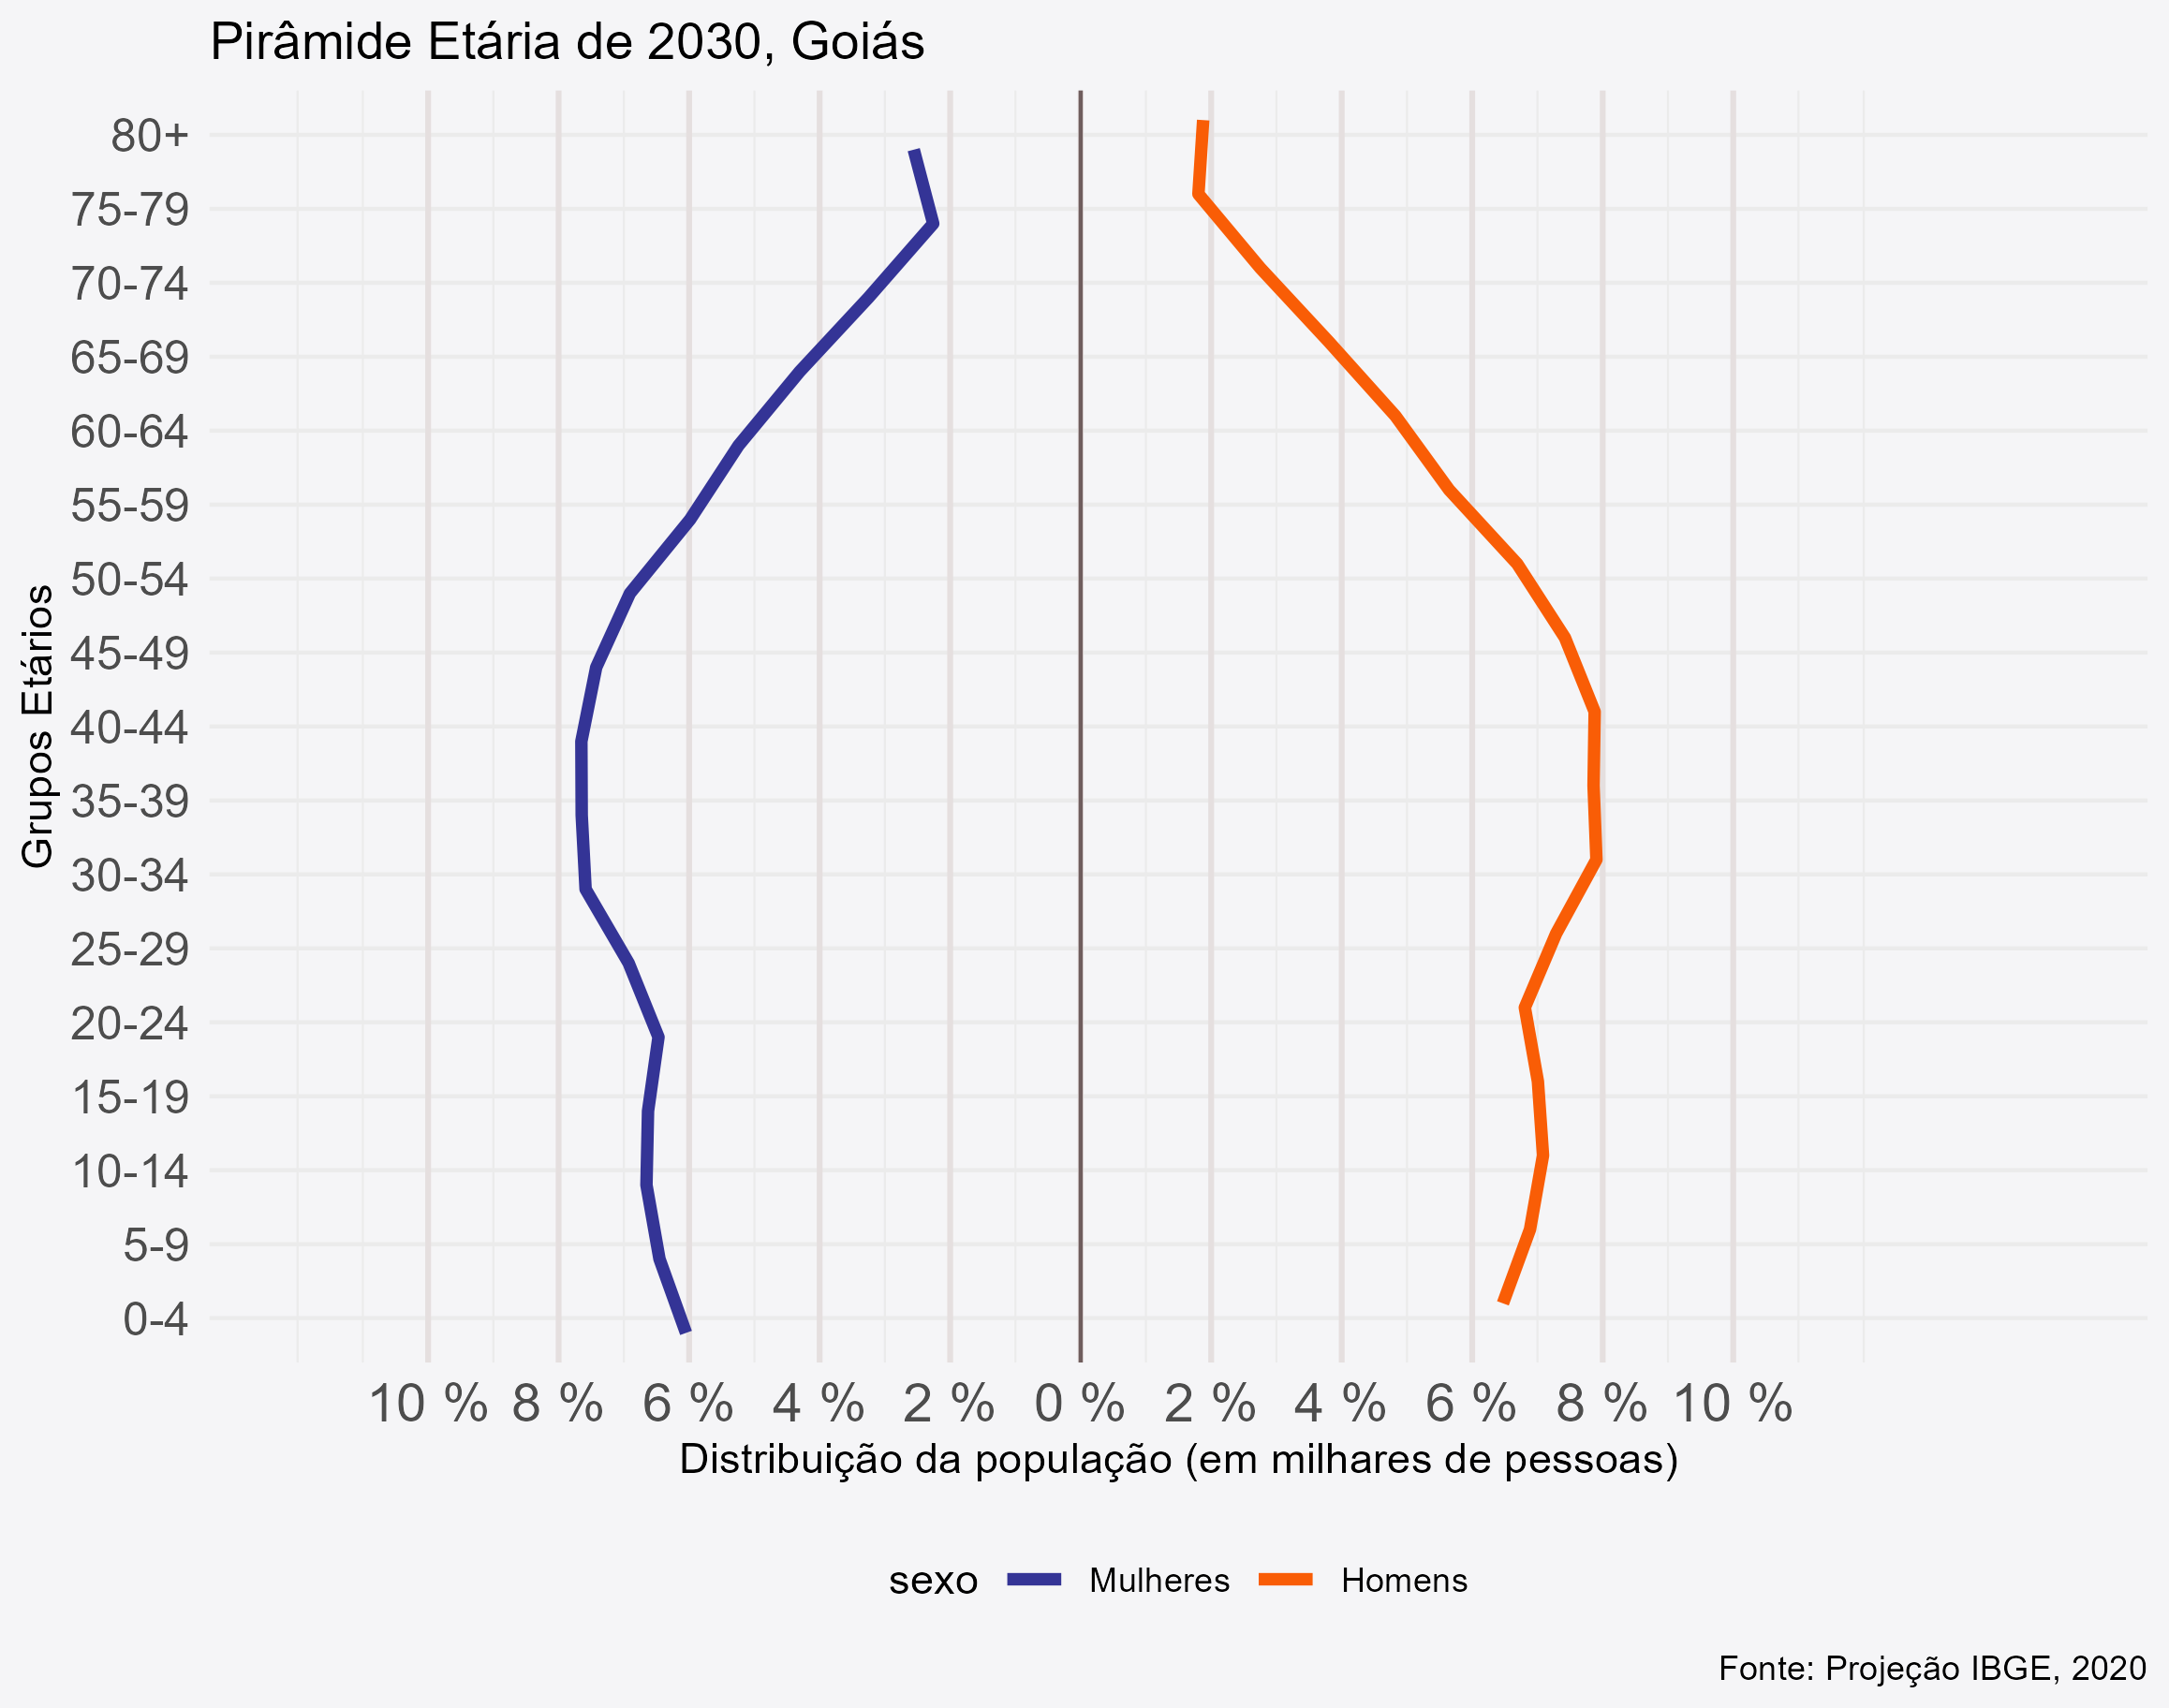 Pirâmide Etária de 2030, Goiás
Grupos Etários
80+
75-79
70-74
65-69
60-64
55-59
50-54
45-49
40-44
35-39
30-34
25-29
20-24
15-19
10-14
5-9
0-4
10 % 8 % 6 % 4 % 2 % 0 % 2 % 4 % 6 % 8 % 10 %
Distribuição da população (em milhares de pessoas)
sexo Mulheres Homens
Fonte: Projeção IBGE, 2020